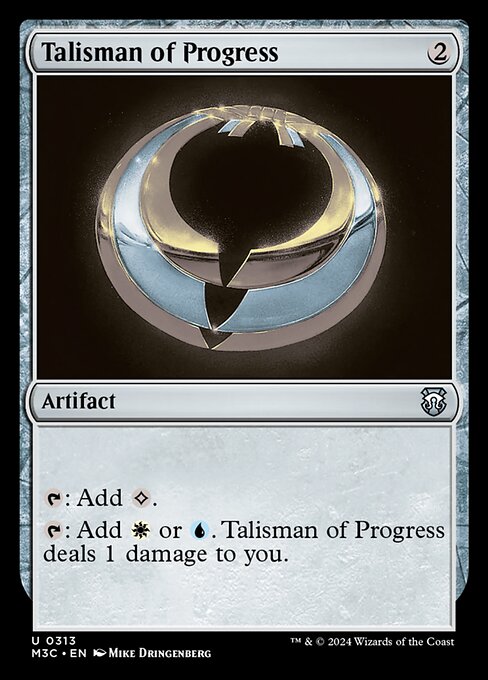 Talisman of Progress 2
Artifact
: Add .
: Add or . Talisman of Progress
deals 1 damage to you.
U 0313
M3C • EN Mike Dringenberg
™ & © 2024 Wizards of the Coast